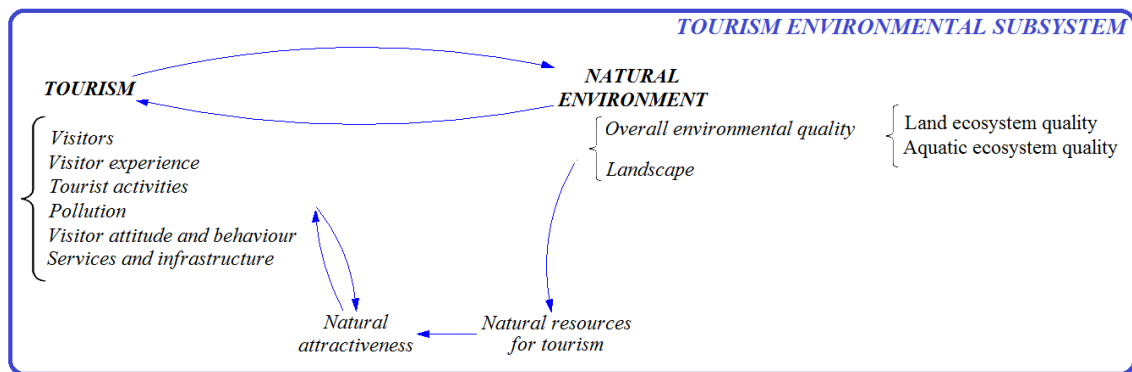 TOURISM ENVIRONMENTAL SUBSYSTEM
TOURISM
Visitors
Visitor experience
Tourist activities
Pollution
Visitor attitude and behaviour
Services and infrastructure
NATURAL
ENVIRONMENT
Overall environmental quality
Landscape
Land ecosystem quality
Aquatic ecosystem quality
Natural
attractiveness
Natural resources
for tourism